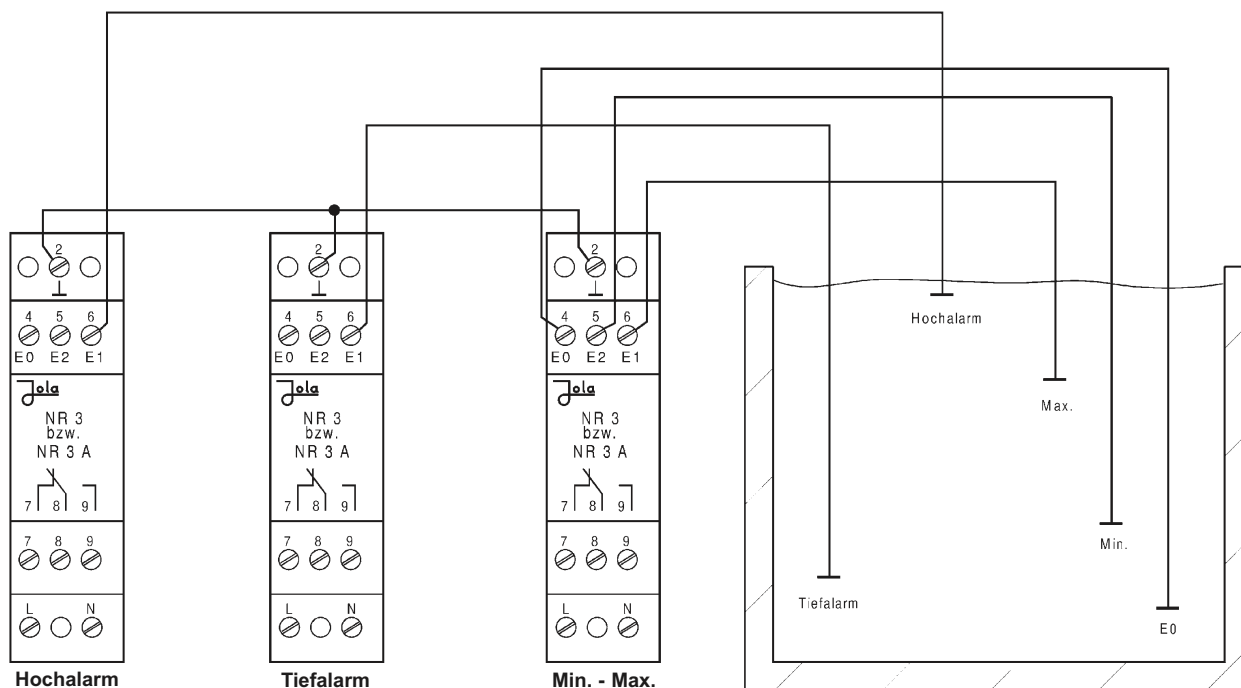 2 2 2
4 5 6 4 5 6 4 5 6
E0 E2 E1 E0 E2 E1 E0 E2 E1
Hochalarm
Jola Jola Jola
NR 3 NR 3 NR 3
bzw. bzw. bzw.
NR 3 A NR 3 A NR 3 A
Max.
7 8 9 7 8 9 7 8 9
7 8 9 7 8 9 7 8 9
Min.
Tiefalarm
L N L N L N
E0
Hochalarm Tiefalarm Min. - Max.